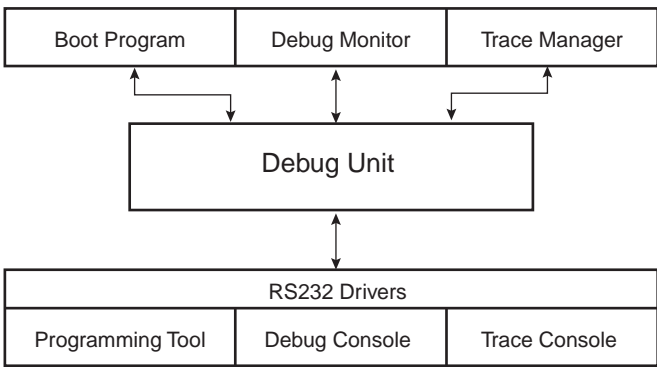 Boot Program
Debug Monitor
Trace Manager
Debug Unit
RS232 Drivers
Programming Tool
Debug Console
Trace Console